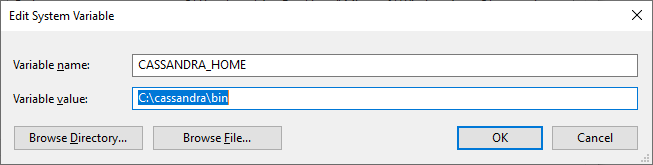 Edit System Variable
Variable name: CASSANDRA_HOME
Variable value: C:\cassandra\bin
Browse Directory... Browse File... OK Cancel